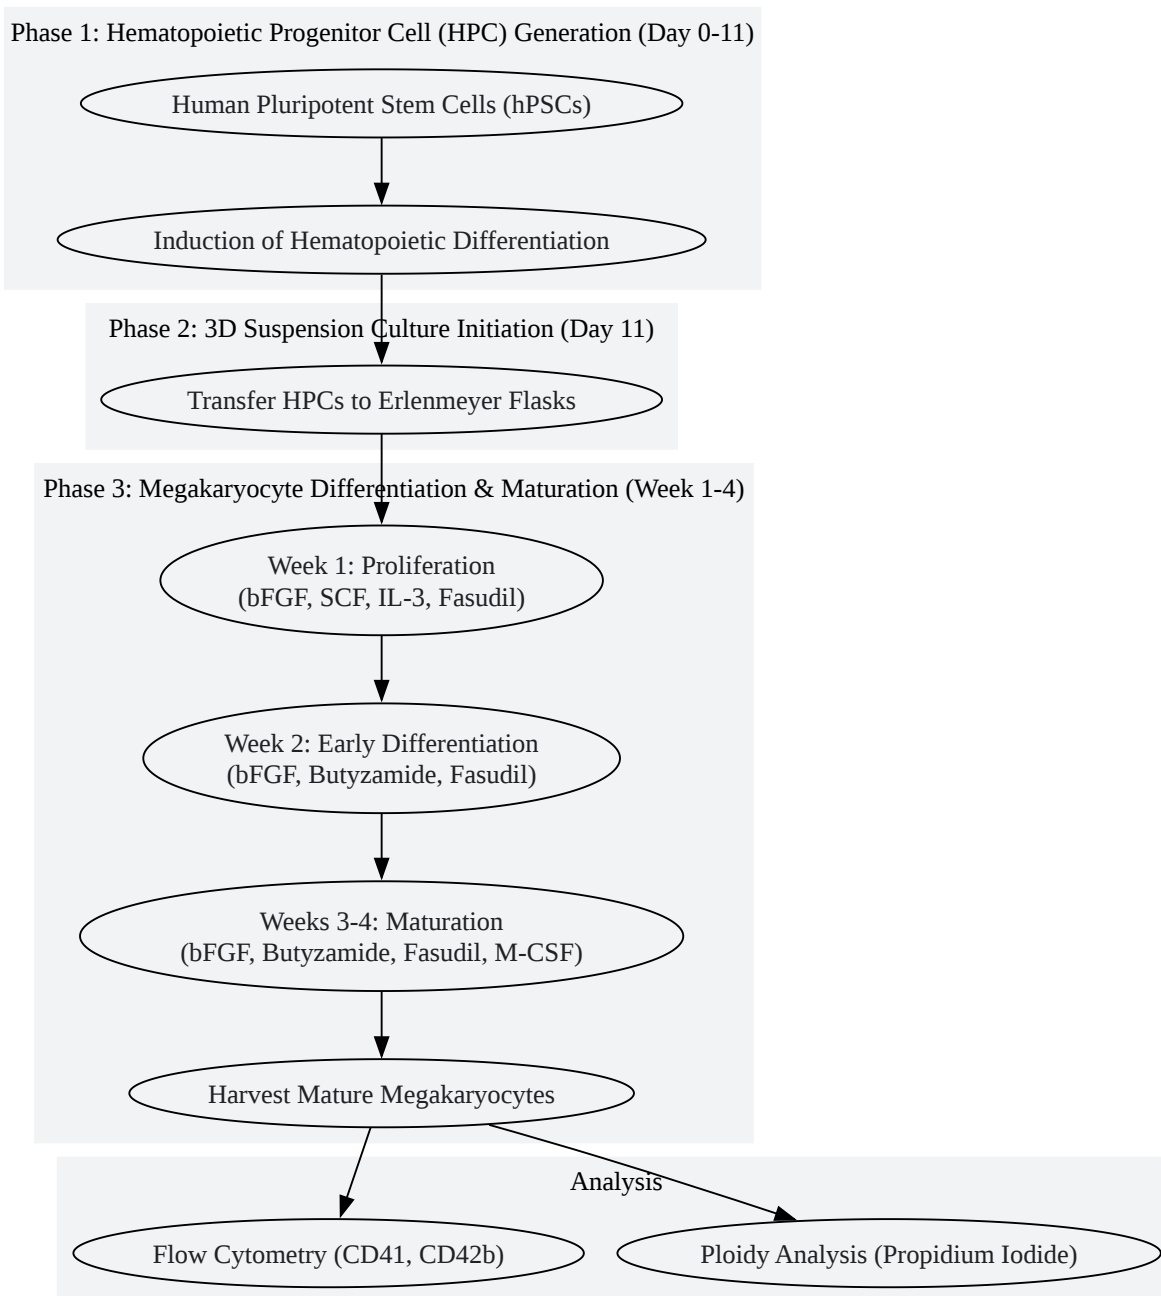 Phase 1: Hematopoietic Progenitor Cell (HPC) Generation (Day 0-11)
Human Pluripotent Stem Cells (hPSCs)
Induction of Hematopoietic Differentiation
Phase 2: 3D Suspension Culture Initiation (Day 11)
Transfer HPCs to Erlenmeyer Flasks
Phase 3: Megakaryocyte Differentiation & Maturation (Week 1-4)
Week 1: Proliferation
(bFGF, SCF, IL-3, Fasudil)
Week 2: Early Differentiation
(bFGF, Butyzamide, Fasudil)
Weeks 3-4: Maturation
(bFGF, Butyzamide, Fasudil, M-CSF)
Harvest Mature Megakaryocytes
Analysis
Flow Cytometry (CD41, CD42b)
Ploidy Analysis (Propidium Iodide)